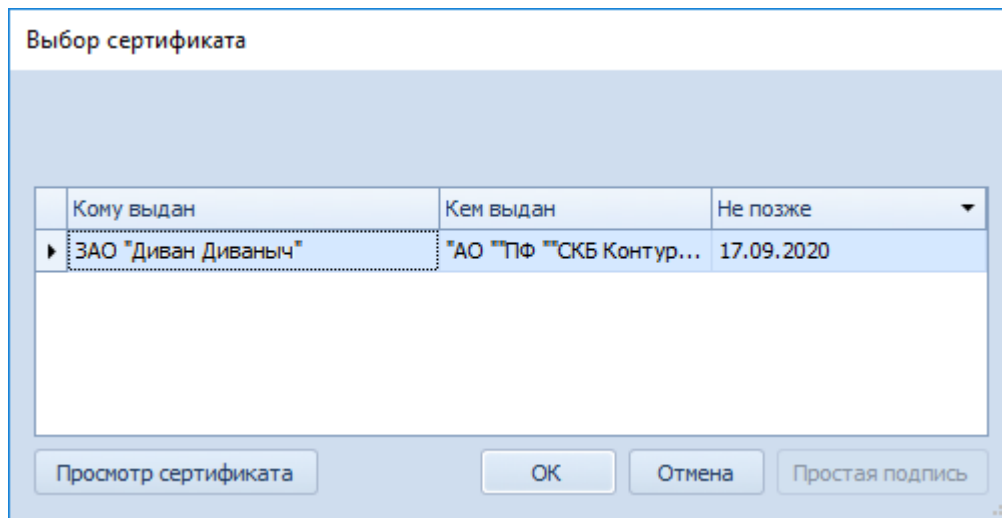 Выбор сертификата
Кому выдан Кем выдан Не позже
ЗАО "Диван Диваныч" "АО ""ПФ ""СКБ Контур... 17.09.2020
Просмотр сертификата ОК Отмена Простая подпись